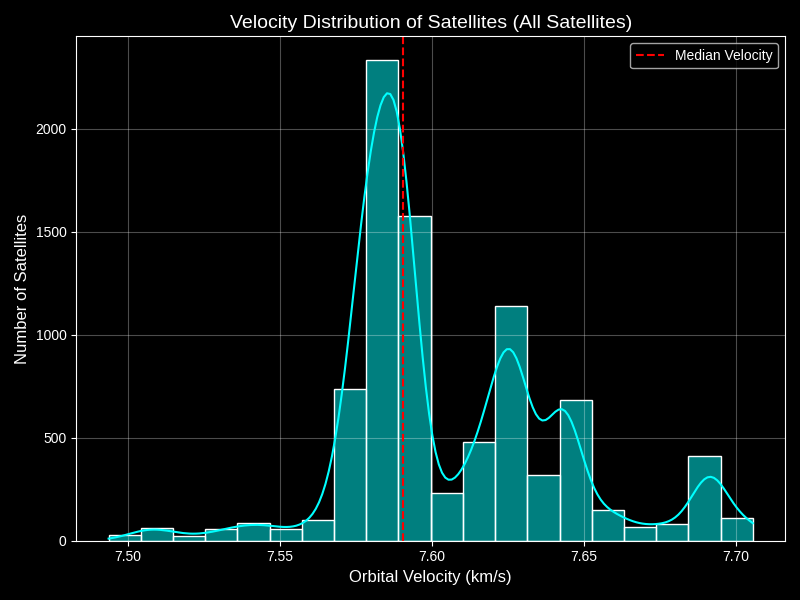 Velocity Distribution of Satellites (All Satellites)
Median Velocity
Number of Satellites
2000
1500
1000
500
0
7.50 7.55 7.60 7.65 7.70
Orbital Velocity (km/s)